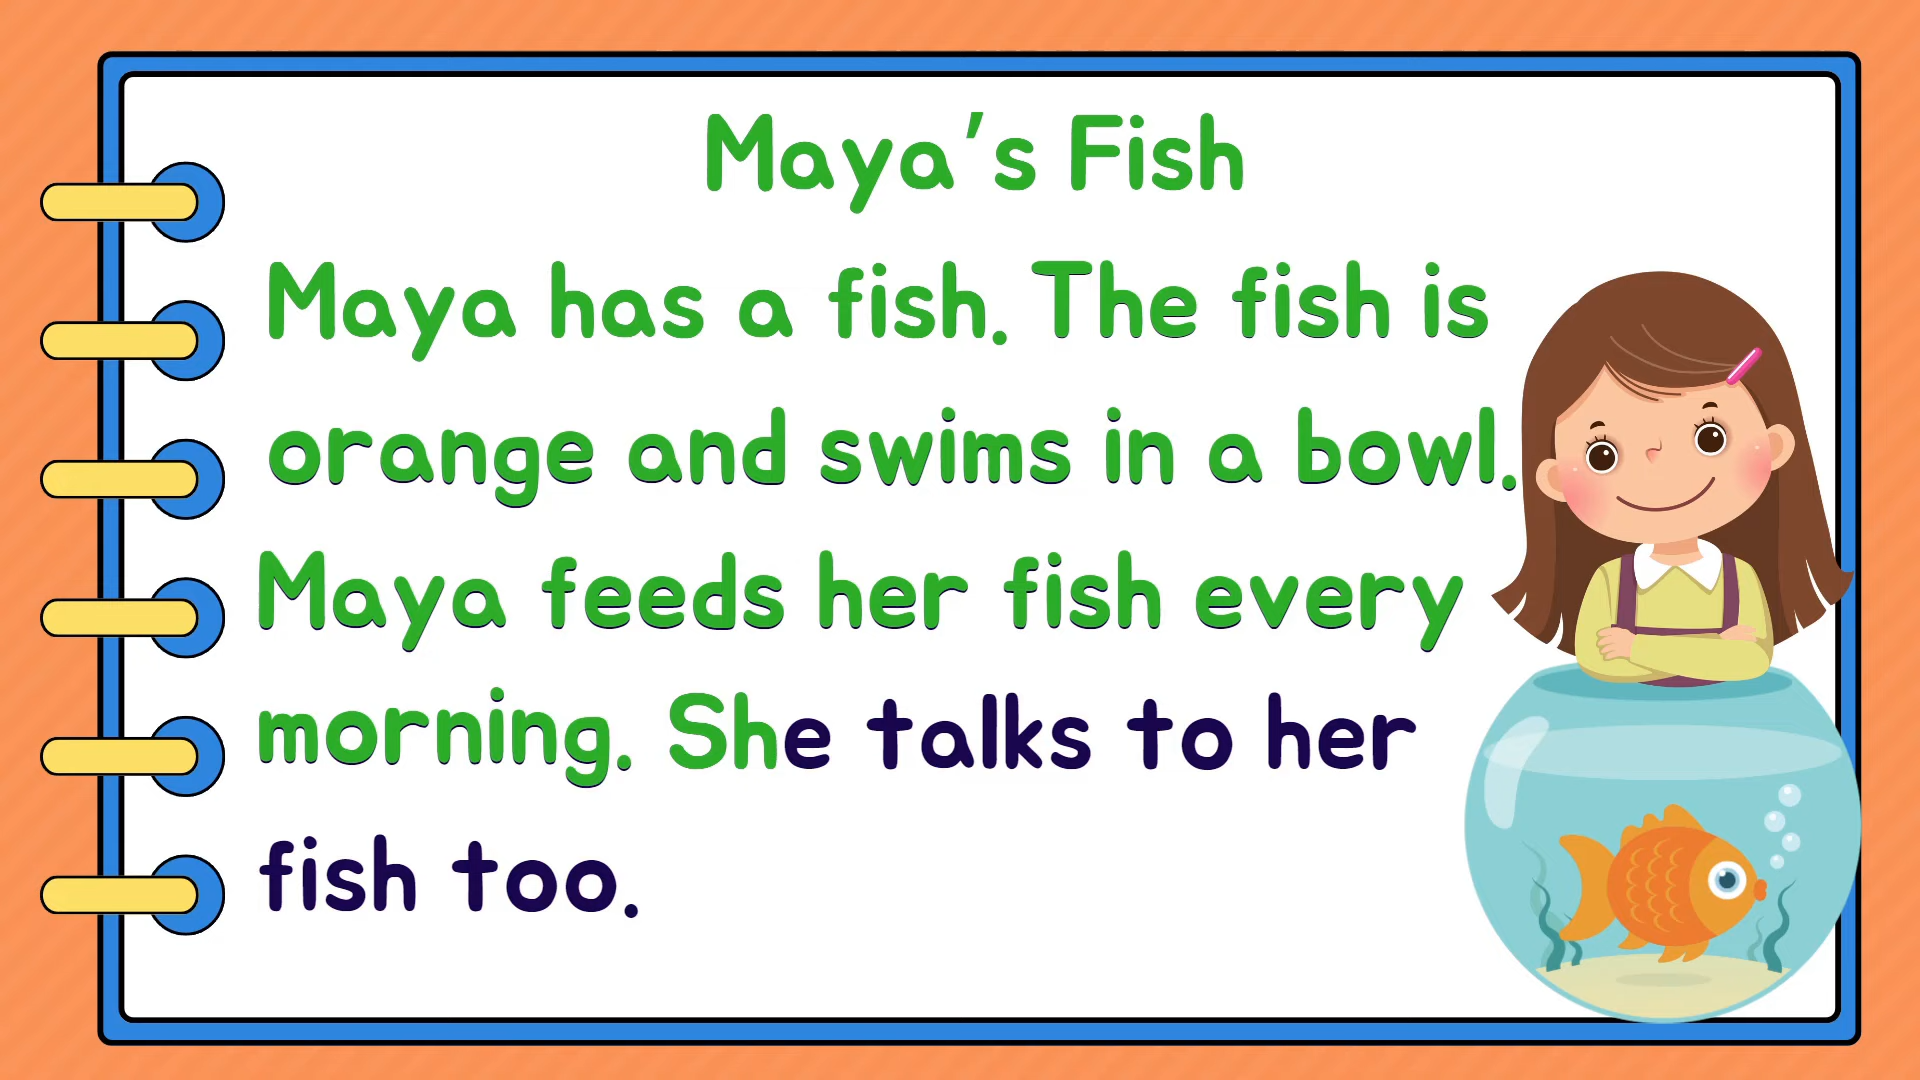 Maya's Fish
Maya has a fish. The fish is
orange and swims in a bowl.
Maya feeds her fish every
morning. She talks to her
fish too.